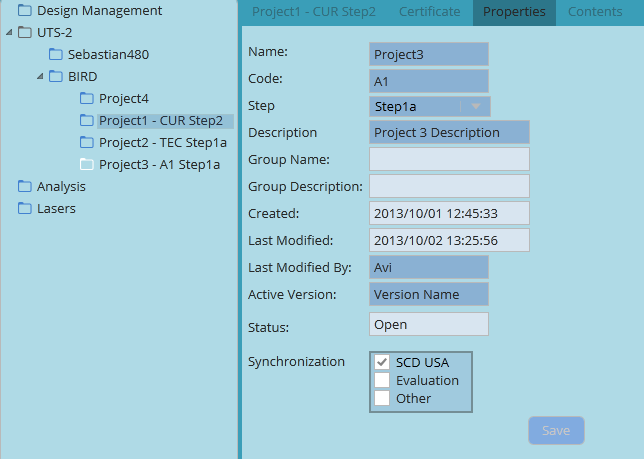 Design Management
UTS-2
Sebastian480
BIRD
Project4
Project1 - CUR Step2
Project2 - TEC Step1a
Project3 - A1 Step1a
Analysis
Lasers
Project1 - CUR Step2 Certificate Properties Contents
Name: Project3
Code: A1
Step Step1a
Description Project 3 Description
Group Name:
Group Description:
Created: 2013/10/01 12:45:33
Last Modified: 2013/10/02 13:25:56
Last Modified By: Avi
Active Version: Version Name
Status: Open
Synchronization SCD USA
Evaluation
Other
Save